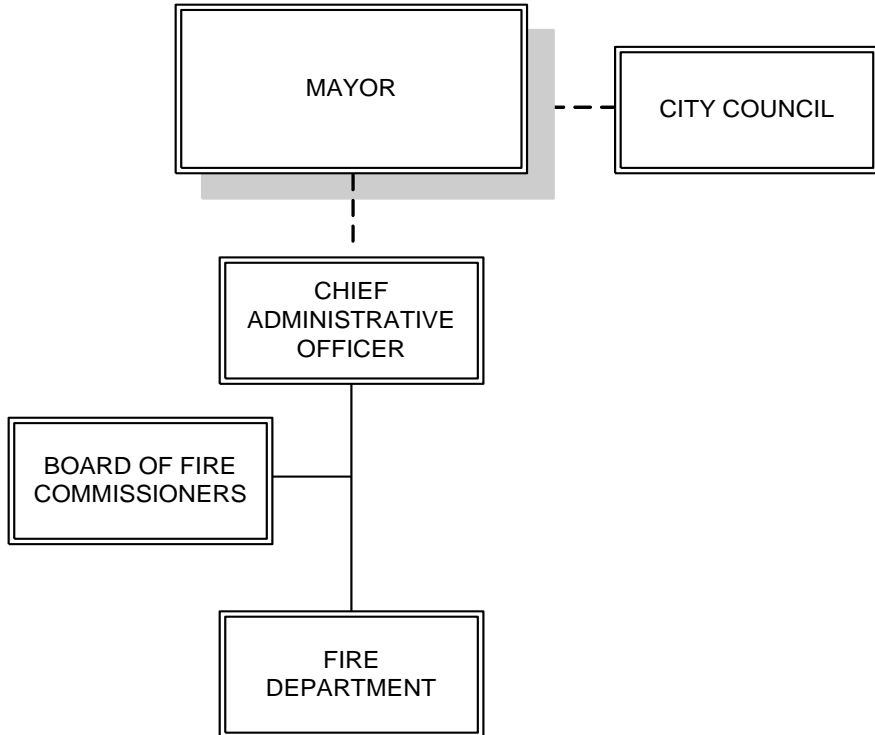 MAYOR
CITY COUNCIL
CHIEF
ADMINISTRATIVE
OFFICER
BOARD OF FIRE
COMMISSIONERS
FIRE
DEPARTMENT